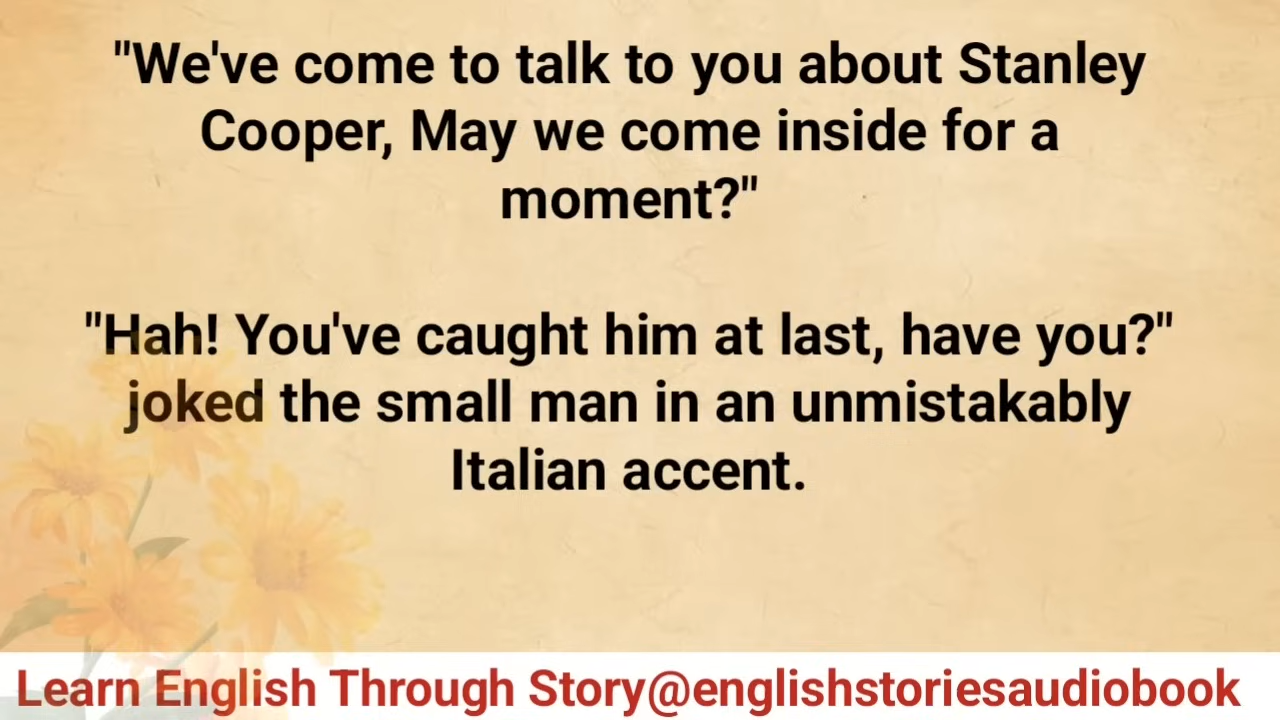 "We've come to talk to you about Stanley
Cooper, May we come inside for a
moment?"
"Hah! You've caught him at last, have you?"
joked the small man in an unmistakably
Italian accent.
Learn English Through Story@englishstoriesaudiobook